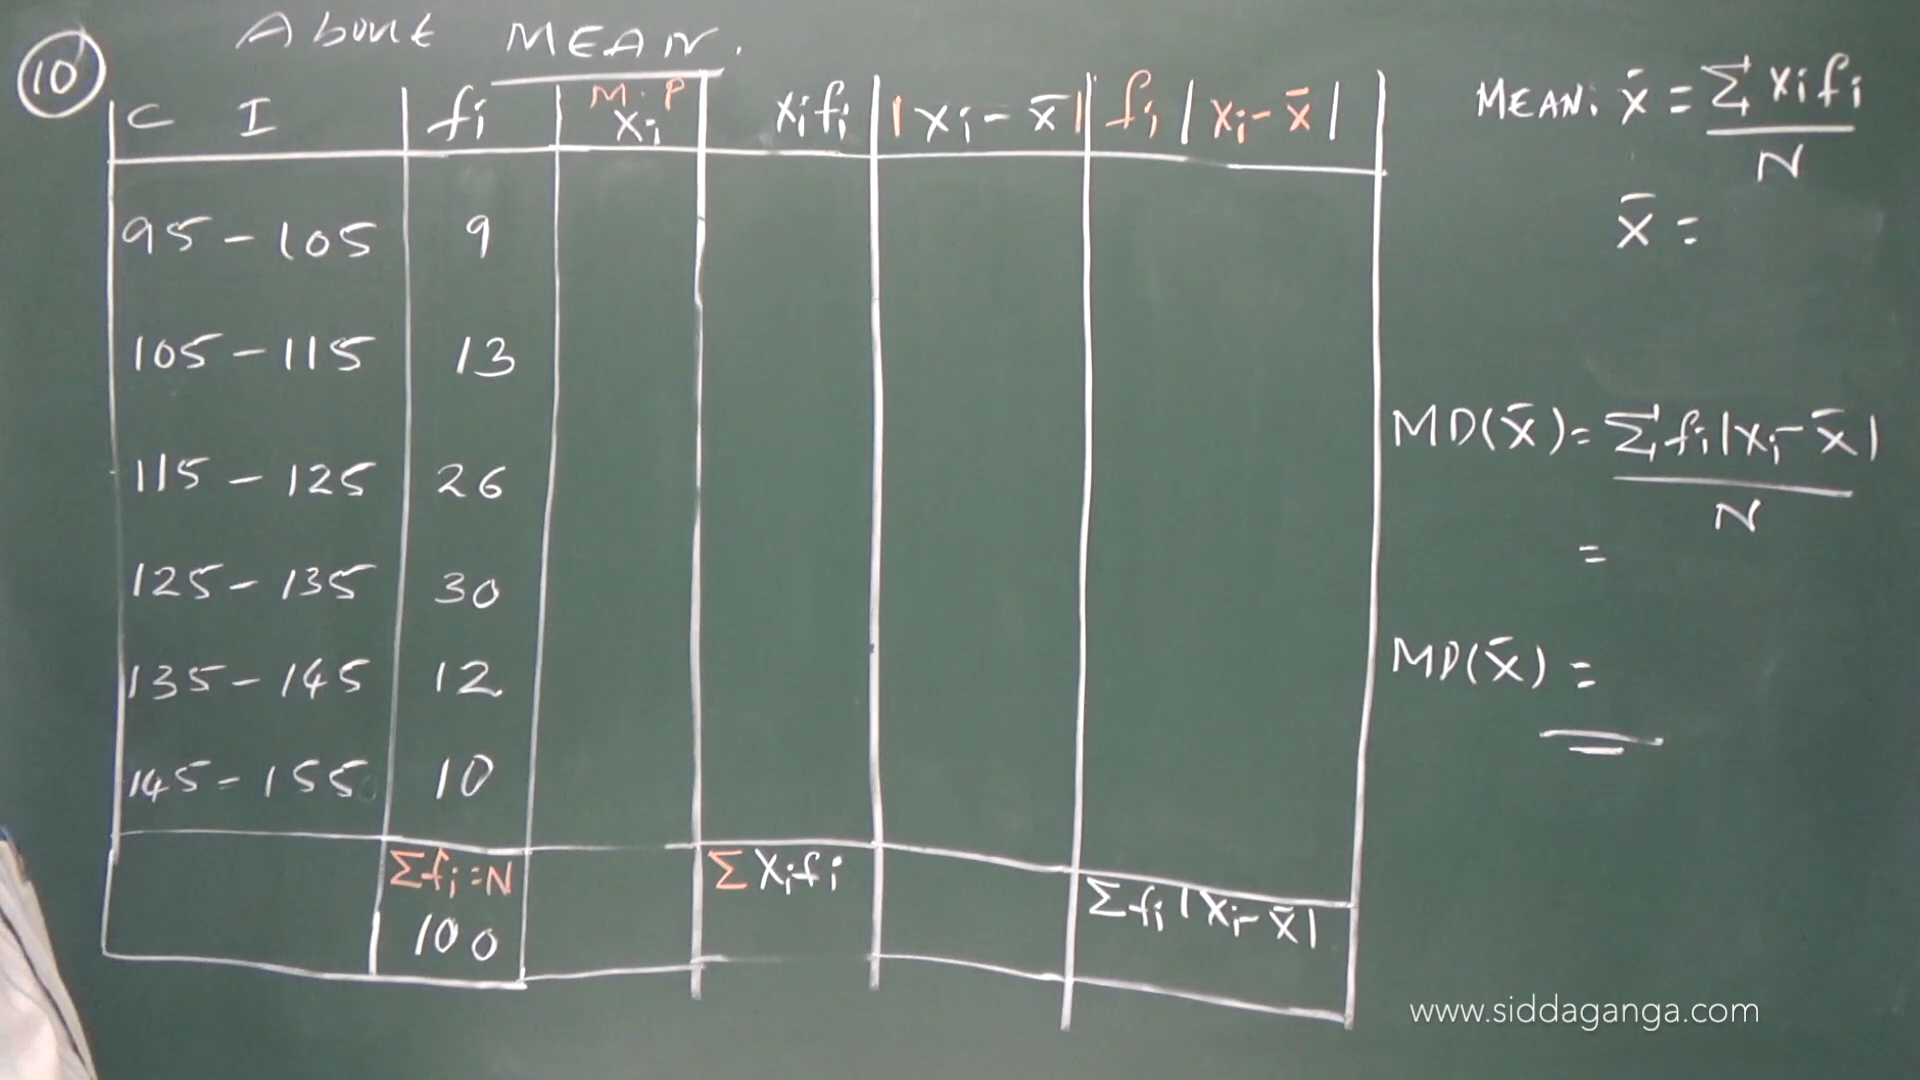 10 About MEAN.
C I fi M.P xi xifi |xi - x̄| fi |xi - x̄|
95 - 105 9
105 - 115 13
115 - 125 26
125 - 135 30
135 - 145 12
145 - 155 10
Σfi = N Σ xifi Σ fi |xi - x̄|
100
MEAN: x̄ = Σ xifi / N
x̄ =
MD(x̄) = Σ fi |xi - x̄| / N
=
MD(x̄) =
www.siddaganga.com